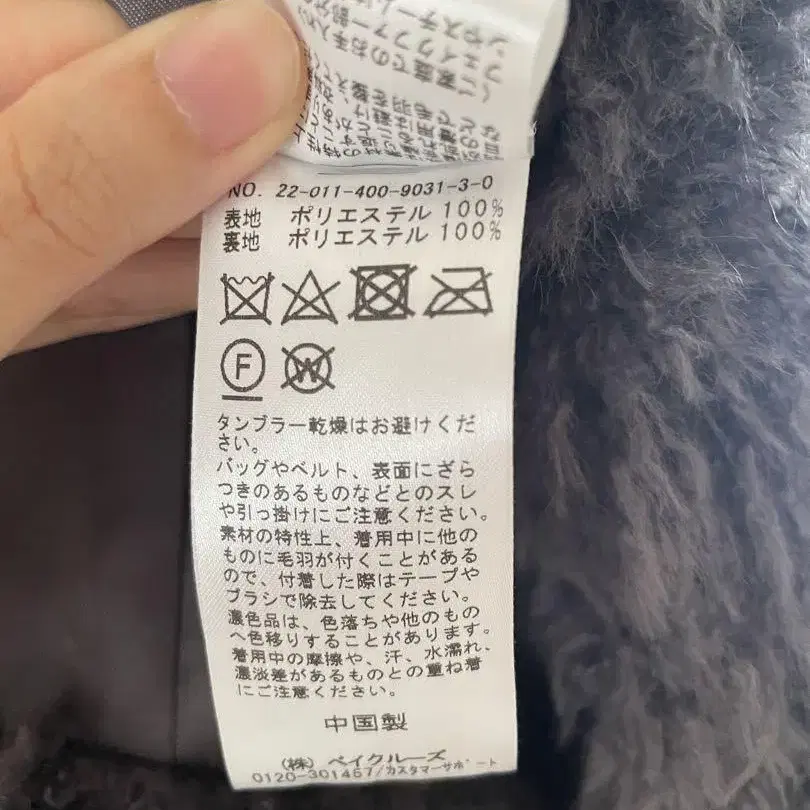 NO. 22-011-400-9031-3-0
表地 ポリエステル 100%
裏地 ポリエステル 100%
F
W
タンブラー乾燥はお避けくだ
さい。
バッグやベルト、表面にざら
つきのあるものなどとのスレ
や引っ掛けにご注意ください。
素材の特性上、着用中に他の
ものに毛羽が付くことがある
ので、付着した際はテープや
ブラシで除去してください。
濃色品は、色落ちや他のもの
へ色移りすることがあります。
着用中の摩擦や、汗、水濡れ、
濃淡差があるものとの重ね着
にご注意ください。
中国製
(株) ベイクルーズ
0120-301457/カスタマーサポート